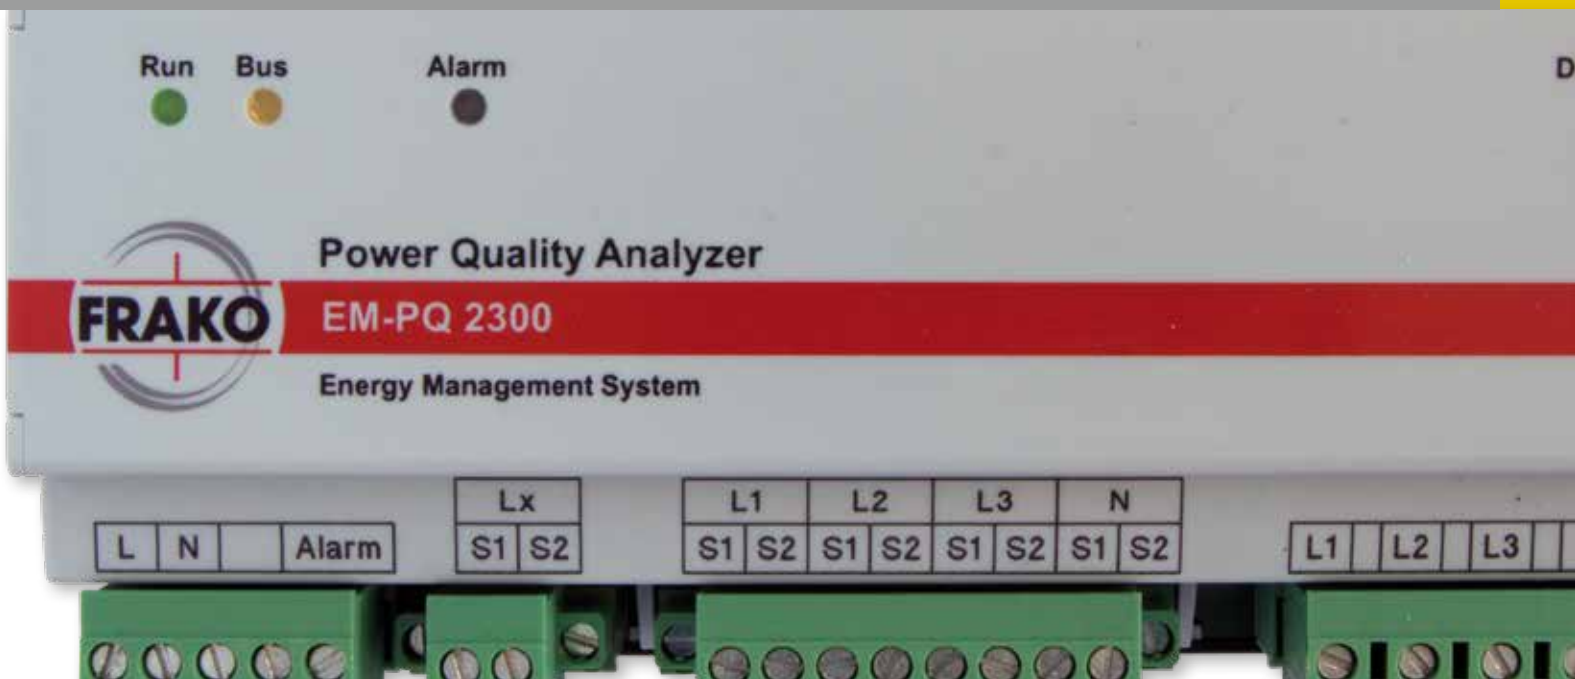 Run Bus Alarm D
Power Quality Analyzer
FRAKO EM-PQ 2300
Energy Management System
Lx L1 L2 L3 N
L N Alarm S1 S2 S1 S2 S1 S2 S1 S2 S1 S2 L1 L2 L3